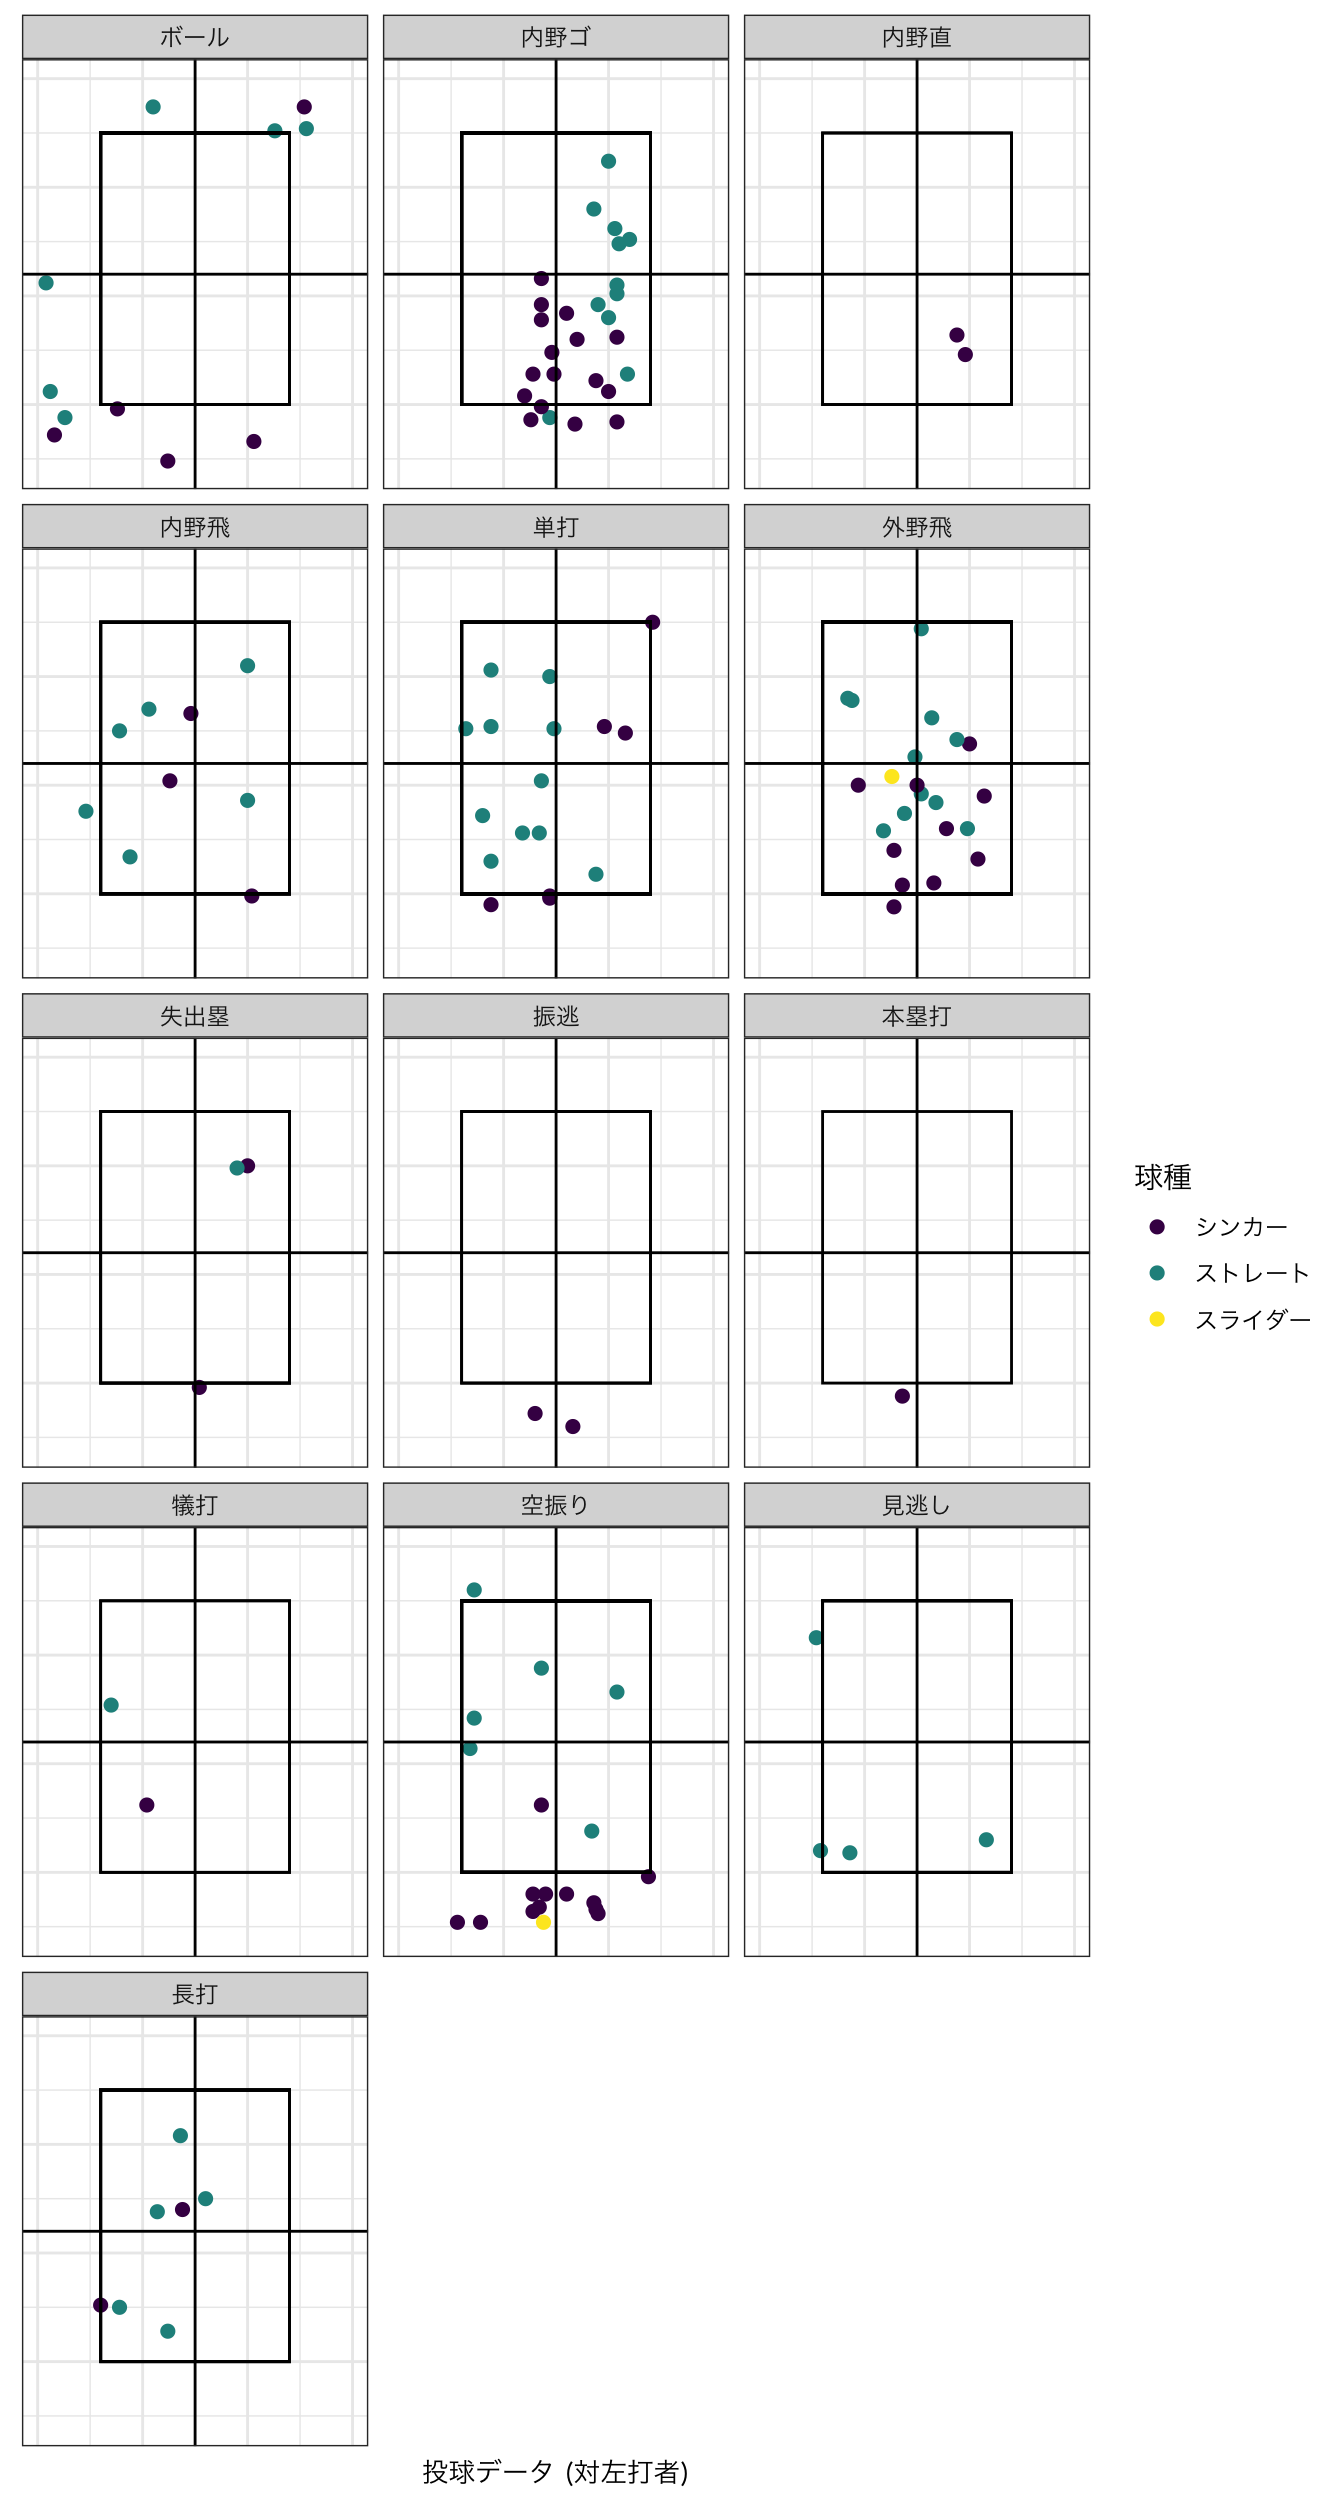 ボール
内野ゴ
内野直
内野飛
単打
外野飛
失出塁
振逃
本塁打
犠打
空振り
見逃し
長打
球種
シンカー
ストレート
スライダー
投球データ (対左打者)